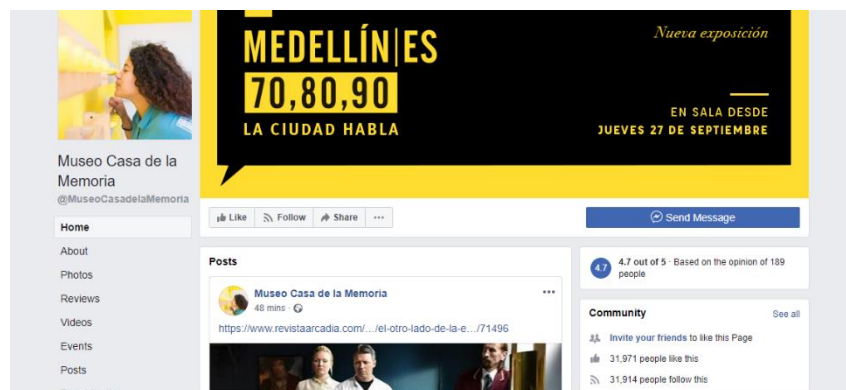 MEDELLÍN|ES
70,80,90
LA CIUDAD HABLA
Nueva exposición
EN SALA DESDE
JUEVES 27 DE SEPTIEMBRE
Museo Casa de la
Memoria
@MuseoCasadelaMemoria
Home
About
Photos
Reviews
Videos
Events
Posts
Like
Follow
Share
Send Message
Posts
Museo Casa de la Memoria
48 mins ·
https://www.revistaarcadia.com/…/el-otro-lado-de-la-e…/71496
4.7
4.7 out of 5 · Based on the opinion of 189
people
Community
See all
Invite your friends to like this Page
31,971 people like this
31,914 people follow this